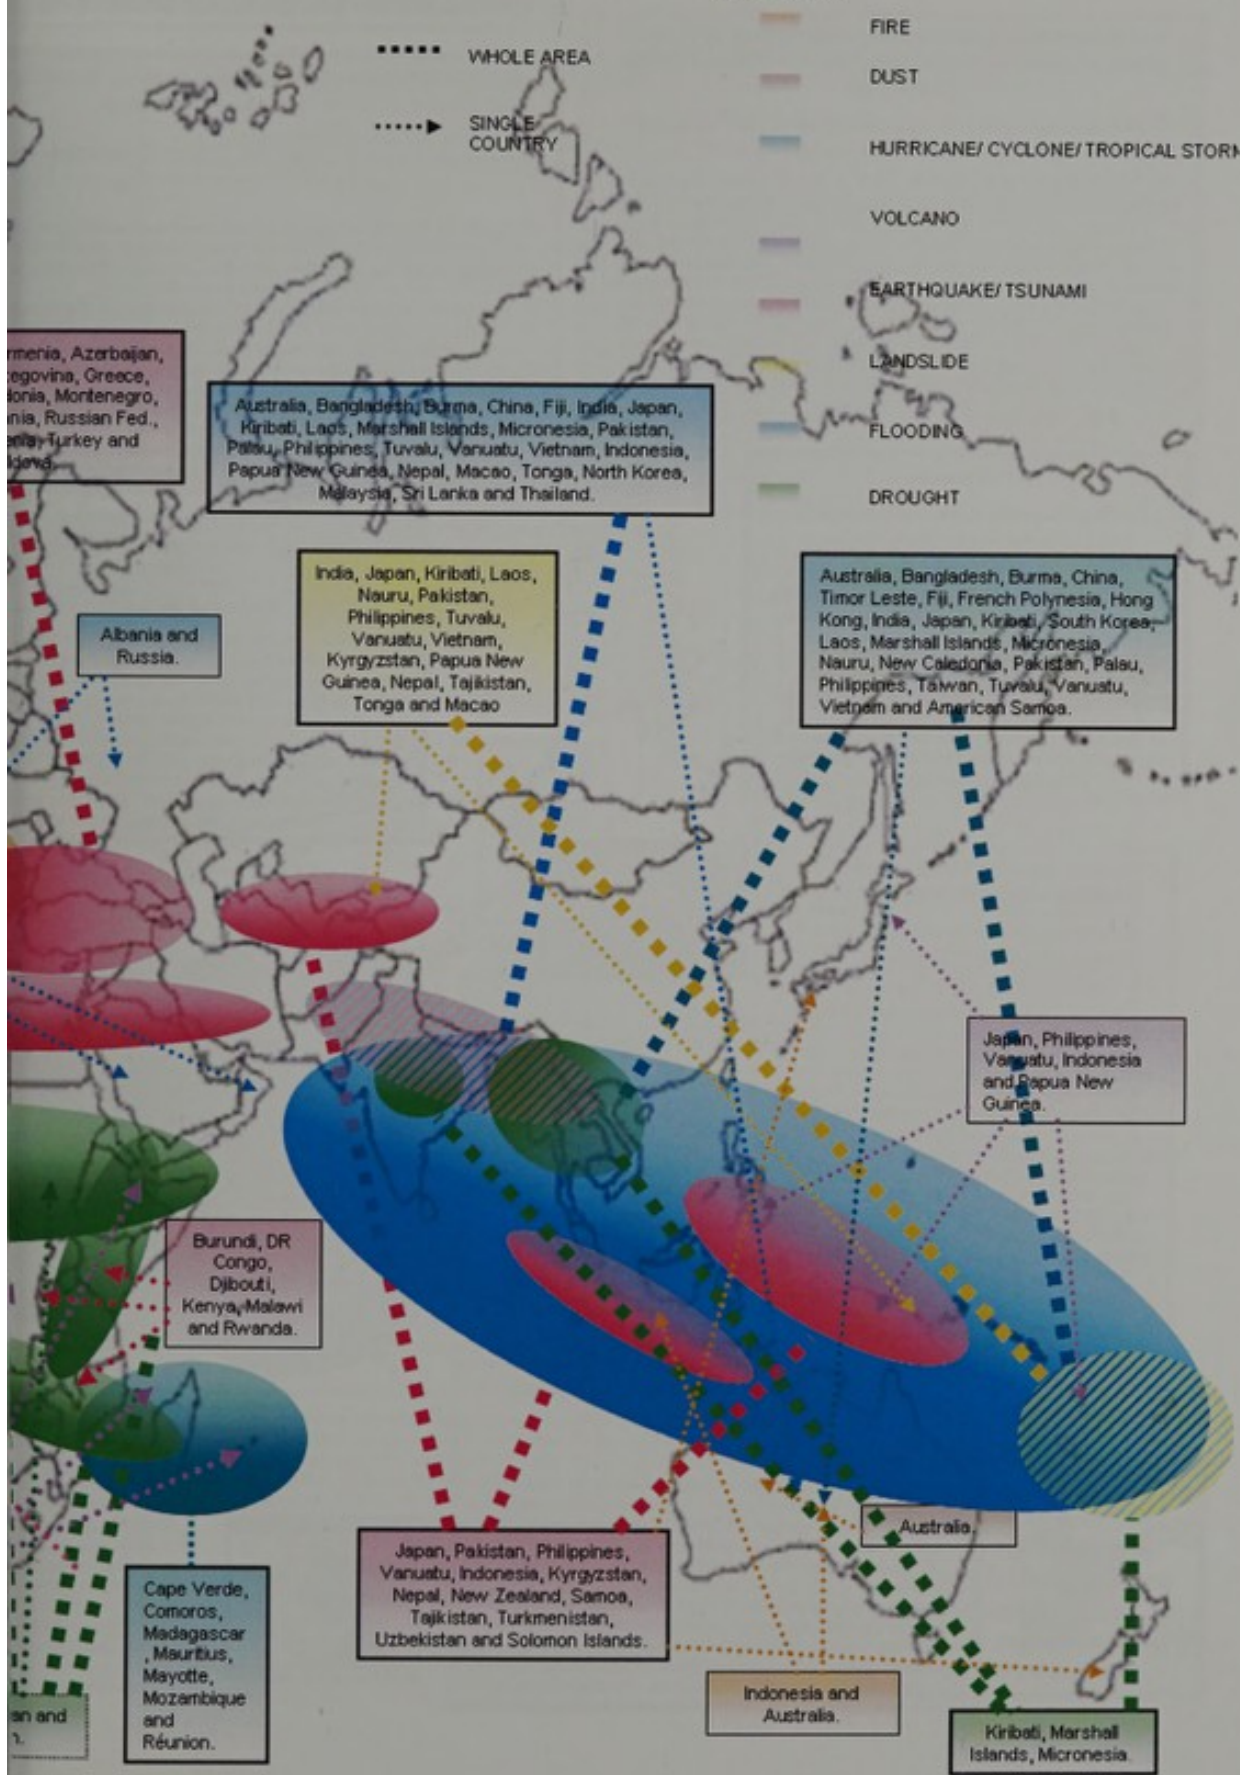 FIRE
WHOLE AREA
DUST
SINGLE
COUNTRY
HURRICANE/ CYCLONE/ TROPICAL STORM
VOLCANO
EARTHQUAKE/ TSUNAMI
LANDSLIDE
FLOODING
DROUGHT
rmenia, Azerbaijan,
egovina, Greece,
donia, Montenegro,
nia, Russian Fed.,
enia, Turkey and
ldova.
Australia, Bangladesh, Burma, China, Fiji, India, Japan,
Kiribati, Laos, Marshall Islands, Micronesia, Pakistan,
Palau, Philippines, Tuvalu, Vanuatu, Vietnam, Indonesia,
Papua New Guinea, Nepal, Macao, Tonga, North Korea,
Malaysia, Sri Lanka and Thailand.
India, Japan, Kiribati, Laos,
Nauru, Pakistan,
Philippines, Tuvalu,
Vanuatu, Vietnam,
Kyrgyzstan, Papua New
Guinea, Nepal, Tajikistan,
Tonga and Macao
Australia, Bangladesh, Burma, China,
Timor Leste, Fiji, French Polynesia, Hong
Kong, India, Japan, Kiribati, South Korea,
Laos, Marshall Islands, Micronesia,
Nauru, New Caledonia, Pakistan, Palau,
Philippines, Taiwan, Tuvalu, Vanuatu,
Vietnam and American Samoa.
Albania and
Russia.
Japan, Philippines,
Vanuatu, Indonesia
and Papua New
Guinea.
Burundi, DR
Congo,
Djibouti,
Kenya, Malawi
and Rwanda.
Australia.
Japan, Pakistan, Philippines,
Vanuatu, Indonesia, Kyrgyzstan,
Nepal, New Zealand, Samoa,
Tajikistan, Turkmenistan,
Uzbekistan and Solomon Islands.
Cape Verde,
Comoros,
Madagascar
, Mauritius,
Mayotte,
Mozambique
and
Réunion.
an and
n.
Indonesia and
Australia.
Kiribati, Marshall
Islands, Micronesia.